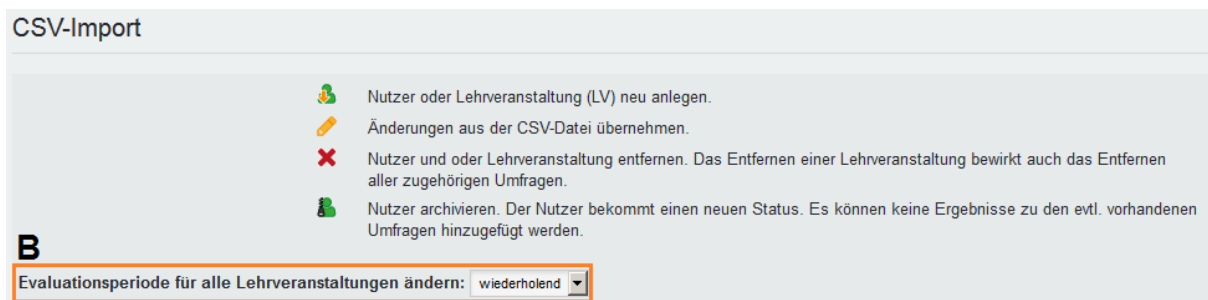 CSV-Import
Nutzer oder Lehrveranstaltung (LV) neu anlegen.
Änderungen aus der CSV-Datei übernehmen.
Nutzer und oder Lehrveranstaltung entfernen. Das Entfernen einer Lehrveranstaltung bewirkt auch das Entfernen
aller zugehörigen Umfragen.
Nutzer archivieren. Der Nutzer bekommt einen neuen Status. Es können keine Ergebnisse zu den evtl. vorhandenen
Umfragen hinzugefügt werden.
B
Evaluationsperiode für alle Lehrveranstaltungen ändern: wiederholend